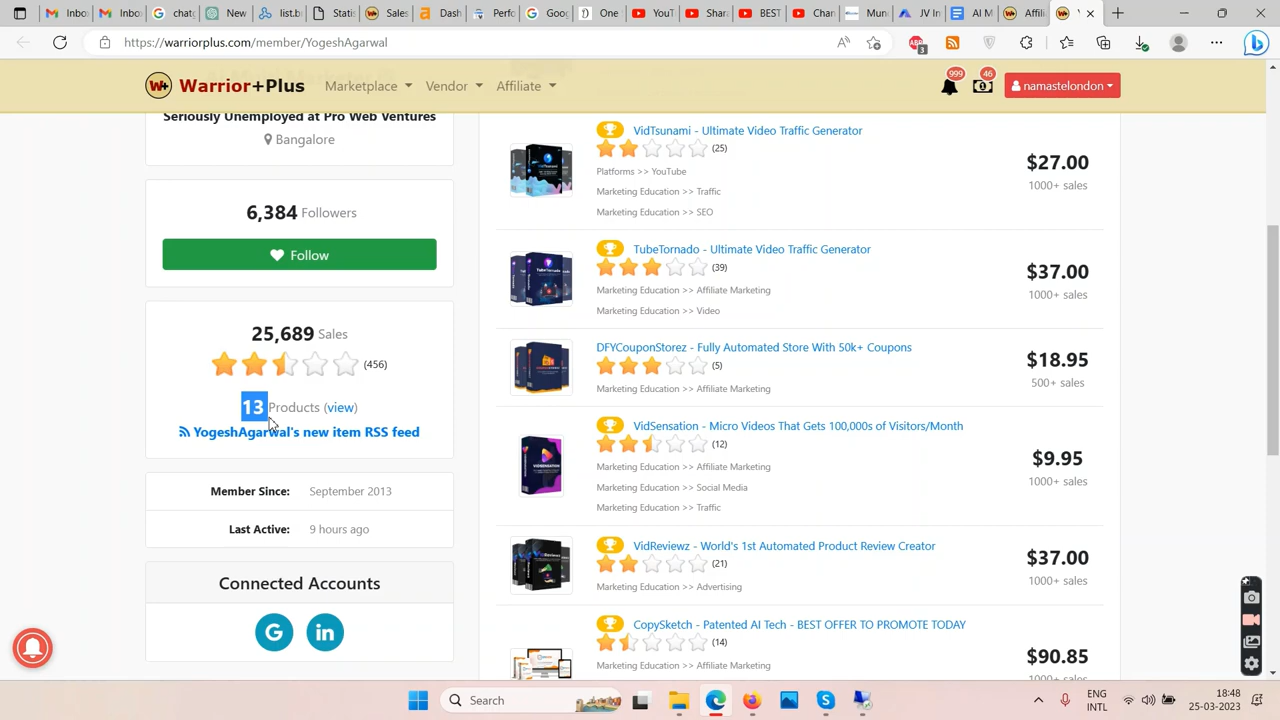 Inbo
Inbo
Goog
list
1 Not
Sales
Dash
Perfo
Goog
() One
YouT
BEST
Chan
Mun
JV In
AI M
Affili
https://warriorplus.com/member/YogeshAgarwal
3
W+ Warrior+Plus
Marketplace
Vendor
Affiliate
999
46
namastelondon
Seriously Unemployed at Pro Web Ventures
Bangalore
6,384 Followers
Follow
25,689 Sales
(456)
13 Products (view)
YogeshAgarwal's new item RSS feed
Member Since: September 2013
Last Active: 9 hours ago
Connected Accounts
VidTsunami - Ultimate Video Traffic Generator
(25)
Platforms >> YouTube
Marketing Education >> Traffic
Marketing Education >> SEO
$27.00
1000+ sales
TubeTornado - Ultimate Video Traffic Generator
(39)
Marketing Education >> Affiliate Marketing
Marketing Education >> Video
$37.00
1000+ sales
DFYCouponStorez - Fully Automated Store With 50k+ Coupons
(5)
Marketing Education >> Affiliate Marketing
$18.95
500+ sales
VidSensation - Micro Videos That Gets 100,000s of Visitors/Month
(12)
Marketing Education >> Affiliate Marketing
Marketing Education >> Social Media
Marketing Education >> Traffic
$9.95
1000+ sales
VidReviewz - World's 1st Automated Product Review Creator
(21)
Marketing Education >> Advertising
$37.00
1000+ sales
CopySketch - Patented AI Tech - BEST OFFER TO PROMOTE TODAY
(14)
Marketing Education >> Affiliate Marketing
$90.85
1000+ sales
Search
ENG
INTL
18:48
25-03-2023